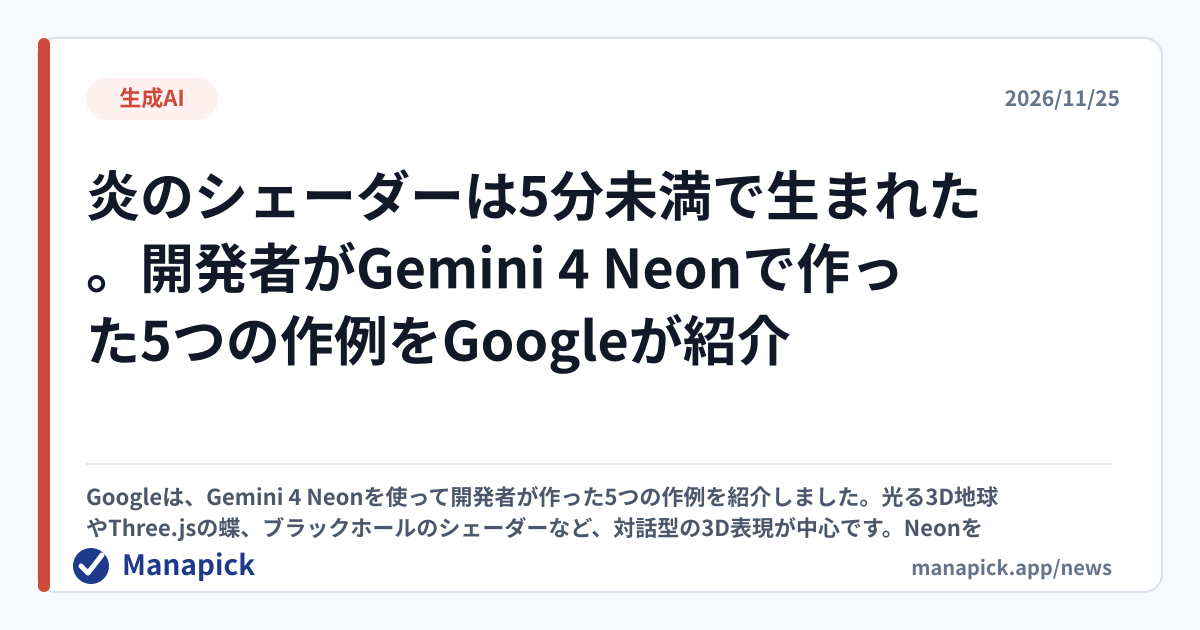 生成AI
2026/11/25
炎のシェーダーは5分未満で生まれた
。開発者がGemini 4 Neonで作っ
た5つの作例をGoogleが紹介
Googleは、Gemini 4 Neonを使って開発者が作った5つの作例を紹介しました。光る3D地球
やThree.jsの蝶、ブラックホールのシェーダーなど、対話型の3D表現が中心です。Neonを
Manapick
manapick.app/news